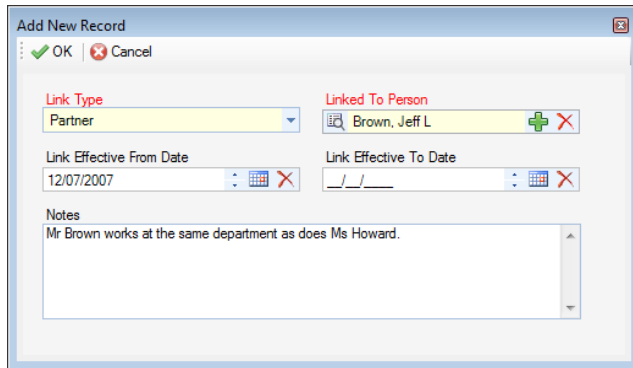 Add New Record
OK Cancel
Link Type Linked To Person
Partner Brown, Jeff L
Link Effective From Date Link Effective To Date
12/07/2007 __/__/____
Notes
Mr Brown works at the same department as does Ms Howard.